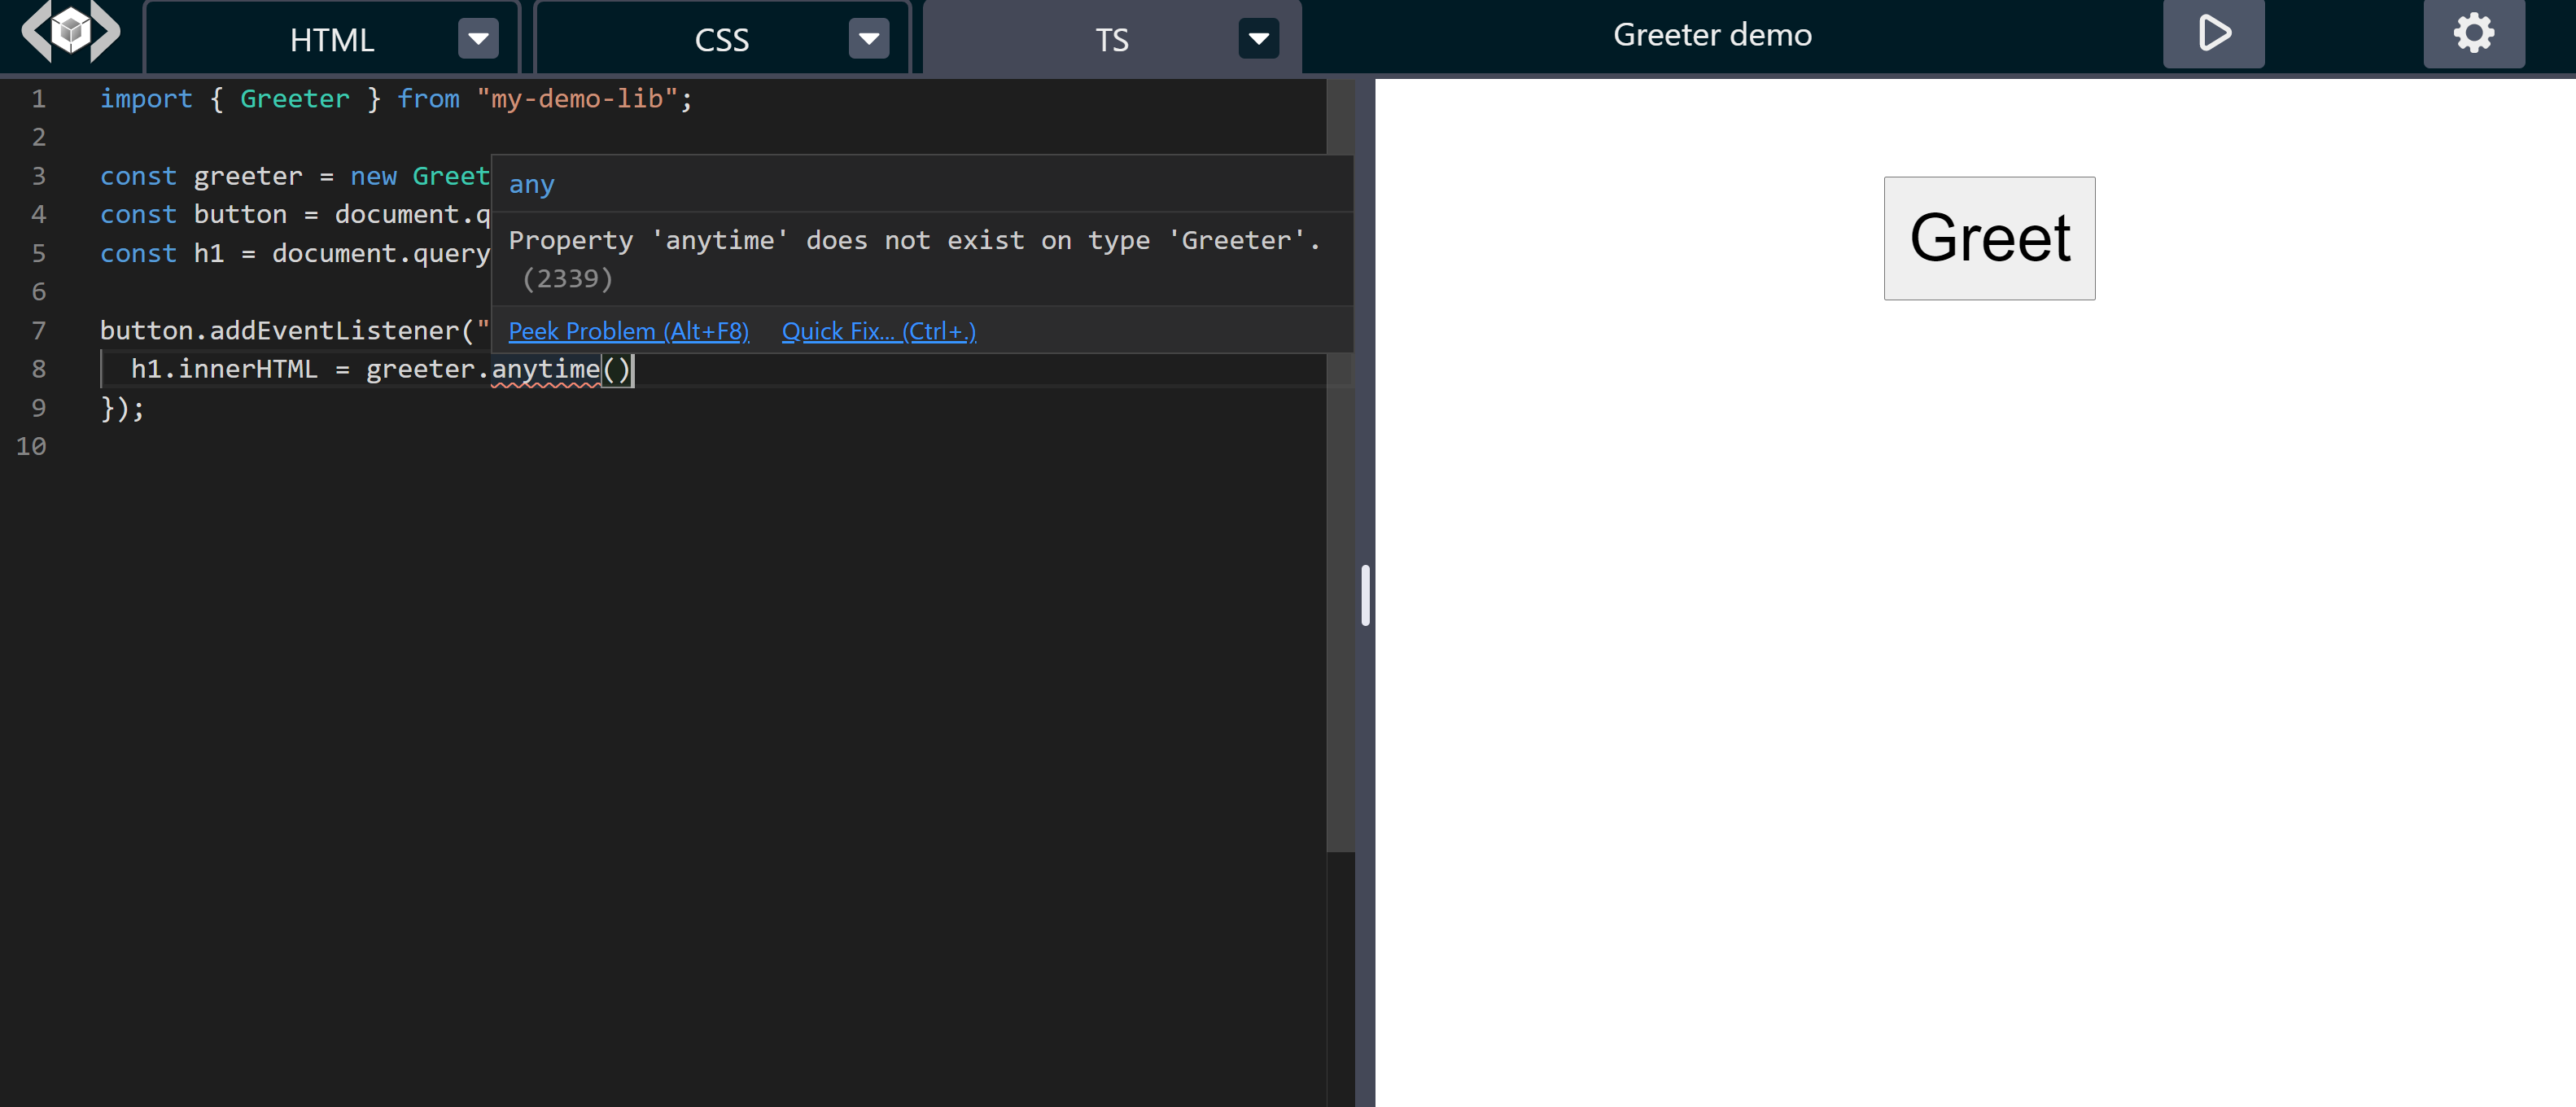 HTML
CSS
TS
Greeter demo
1 import { Greeter } from "my-demo-lib";
2
3 const greeter = new Greet
4 const button = document.q
5 const h1 = document.query
6
7 button.addEventListener("
8 h1.innerHTML = greeter.anytime()
9 });
10
any
Property 'anytime' does not exist on type 'Greeter'.
(2339)
Peek Problem (Alt+F8) Quick Fix... (Ctrl+.)
Greet